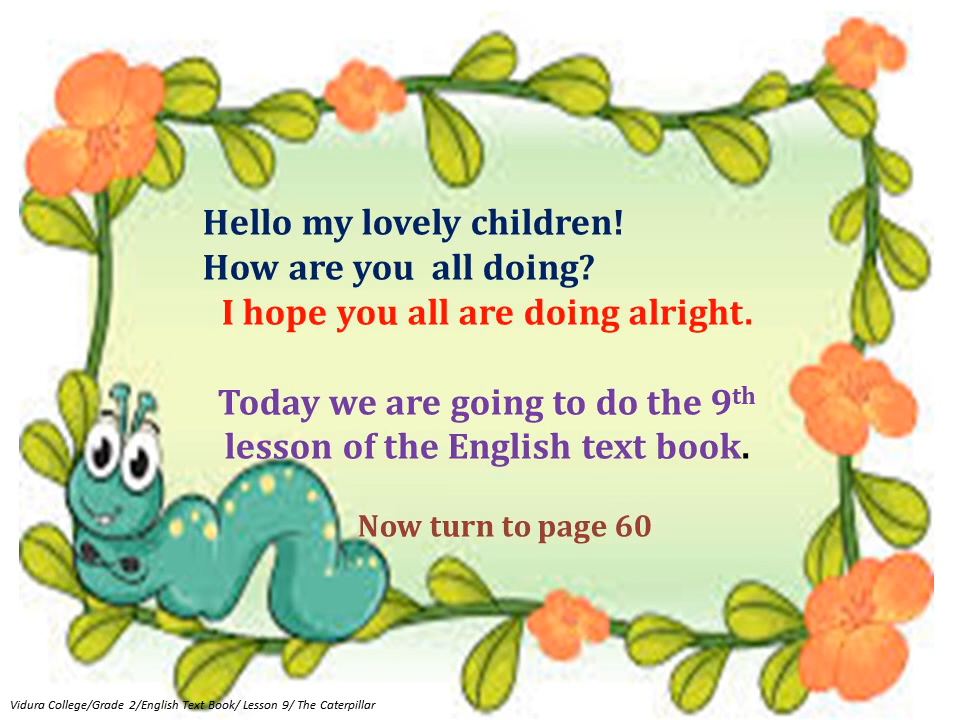 Hello my lovely children!
How are you  all doing?
I hope you all are doing alright.
Today we are going to do the 9th
lesson of the English text book.
Now turn to page 60
Vidura College/Grade 2/English Text Book/ Lesson 9/ The Caterpillar